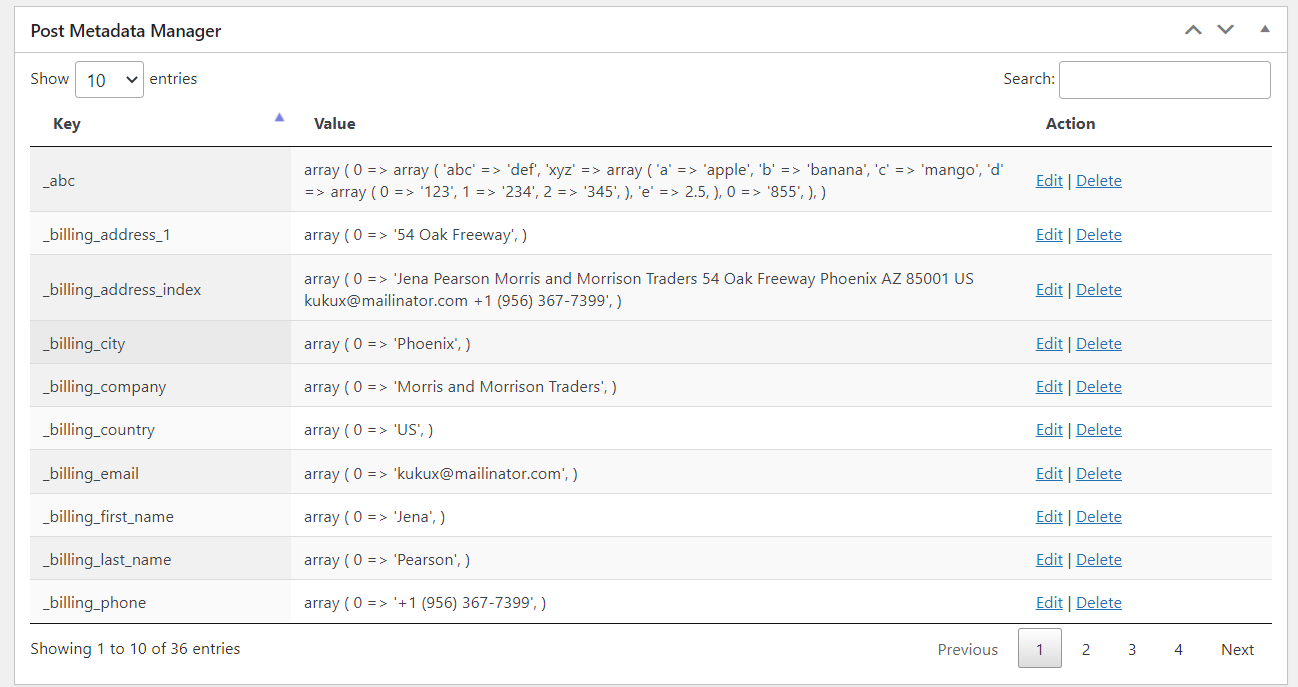 Post Metadata Manager
Show 10 entries
Search:
Key Value Action
_abc
array ( 0 => array ( 'abc' => 'def', 'xyz' => array ( 'a' => 'apple', 'b' => 'banana', 'c' => 'mango', 'd'
=> array ( 0 => '123', 1 => '234', 2 => '345', ), 'e' => 2.5, ), 0 => '855', ), )
Edit | Delete
_billing_address_1 array ( 0 => '54 Oak Freeway', ) Edit | Delete
_billing_address_index
array ( 0 => 'Jena Pearson Morris and Morrison Traders 54 Oak Freeway Phoenix AZ 85001 US
kukux@mailinator.com +1 (956) 367-7399', )
Edit | Delete
_billing_city array ( 0 => 'Phoenix', ) Edit | Delete
_billing_company array ( 0 => 'Morris and Morrison Traders', ) Edit | Delete
_billing_country array ( 0 => 'US', ) Edit | Delete
_billing_email array ( 0 => 'kukux@mailinator.com', ) Edit | Delete
_billing_first_name array ( 0 => 'Jena', ) Edit | Delete
_billing_last_name array ( 0 => 'Pearson', ) Edit | Delete
_billing_phone array ( 0 => '+1 (956) 367-7399', ) Edit | Delete
Showing 1 to 10 of 36 entries
Previous 1 2 3 4 Next